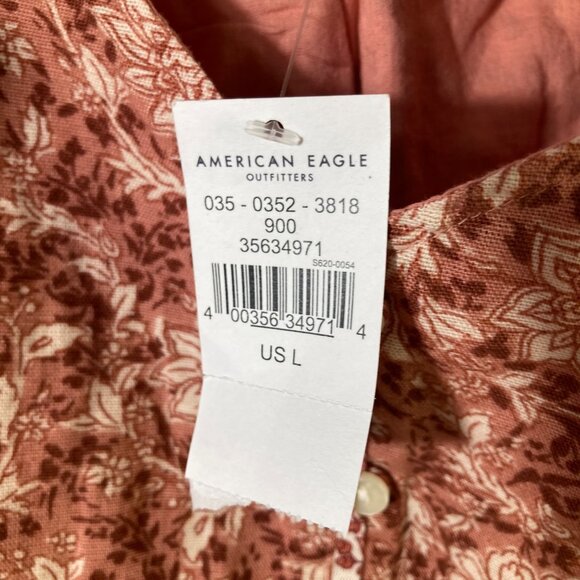 AMERICAN EAGLE
OUTFITTERS
035 - 0352 - 3818
900
35634971
S620-0054
4 00356 34971 4
US L